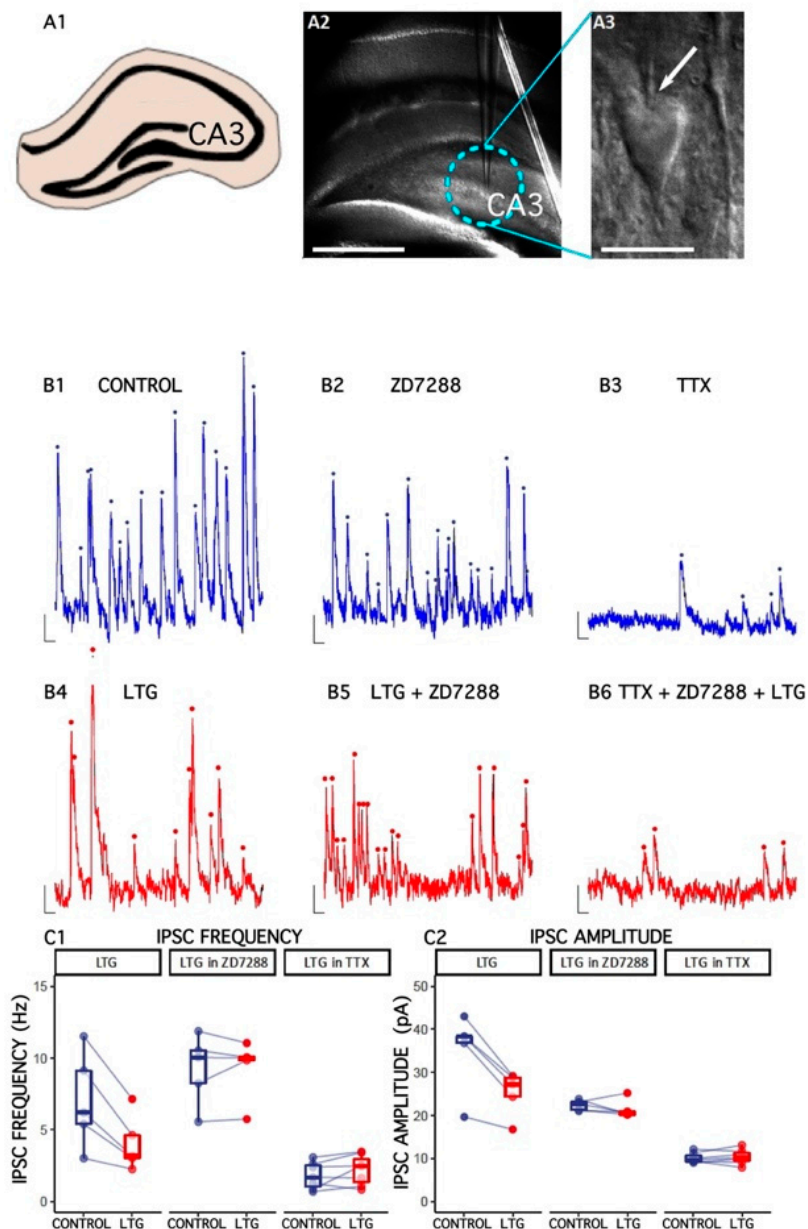 A1
A2
A3
CA3
CA3
B1 CONTROL
B2 ZD7288
B3 TTX
B4 LTG
B5 LTG + ZD7288
B6 TTX + ZD7288 + LTG
C1 IPSC FREQUENCY
LTG
LTG in ZD7288
LTG in TTX
IPSC FREQUENCY (Hz)
15
10
5
0
CONTROL LTG
CONTROL LTG
CONTROL LTG
C2 IPSC AMPLITUDE
LTG
LTG in ZD7288
LTG in TTX
IPSC AMPLITUDE (pA)
50
40
30
20
10
0
CONTROL LTG
CONTROL LTG
CONTROL LTG